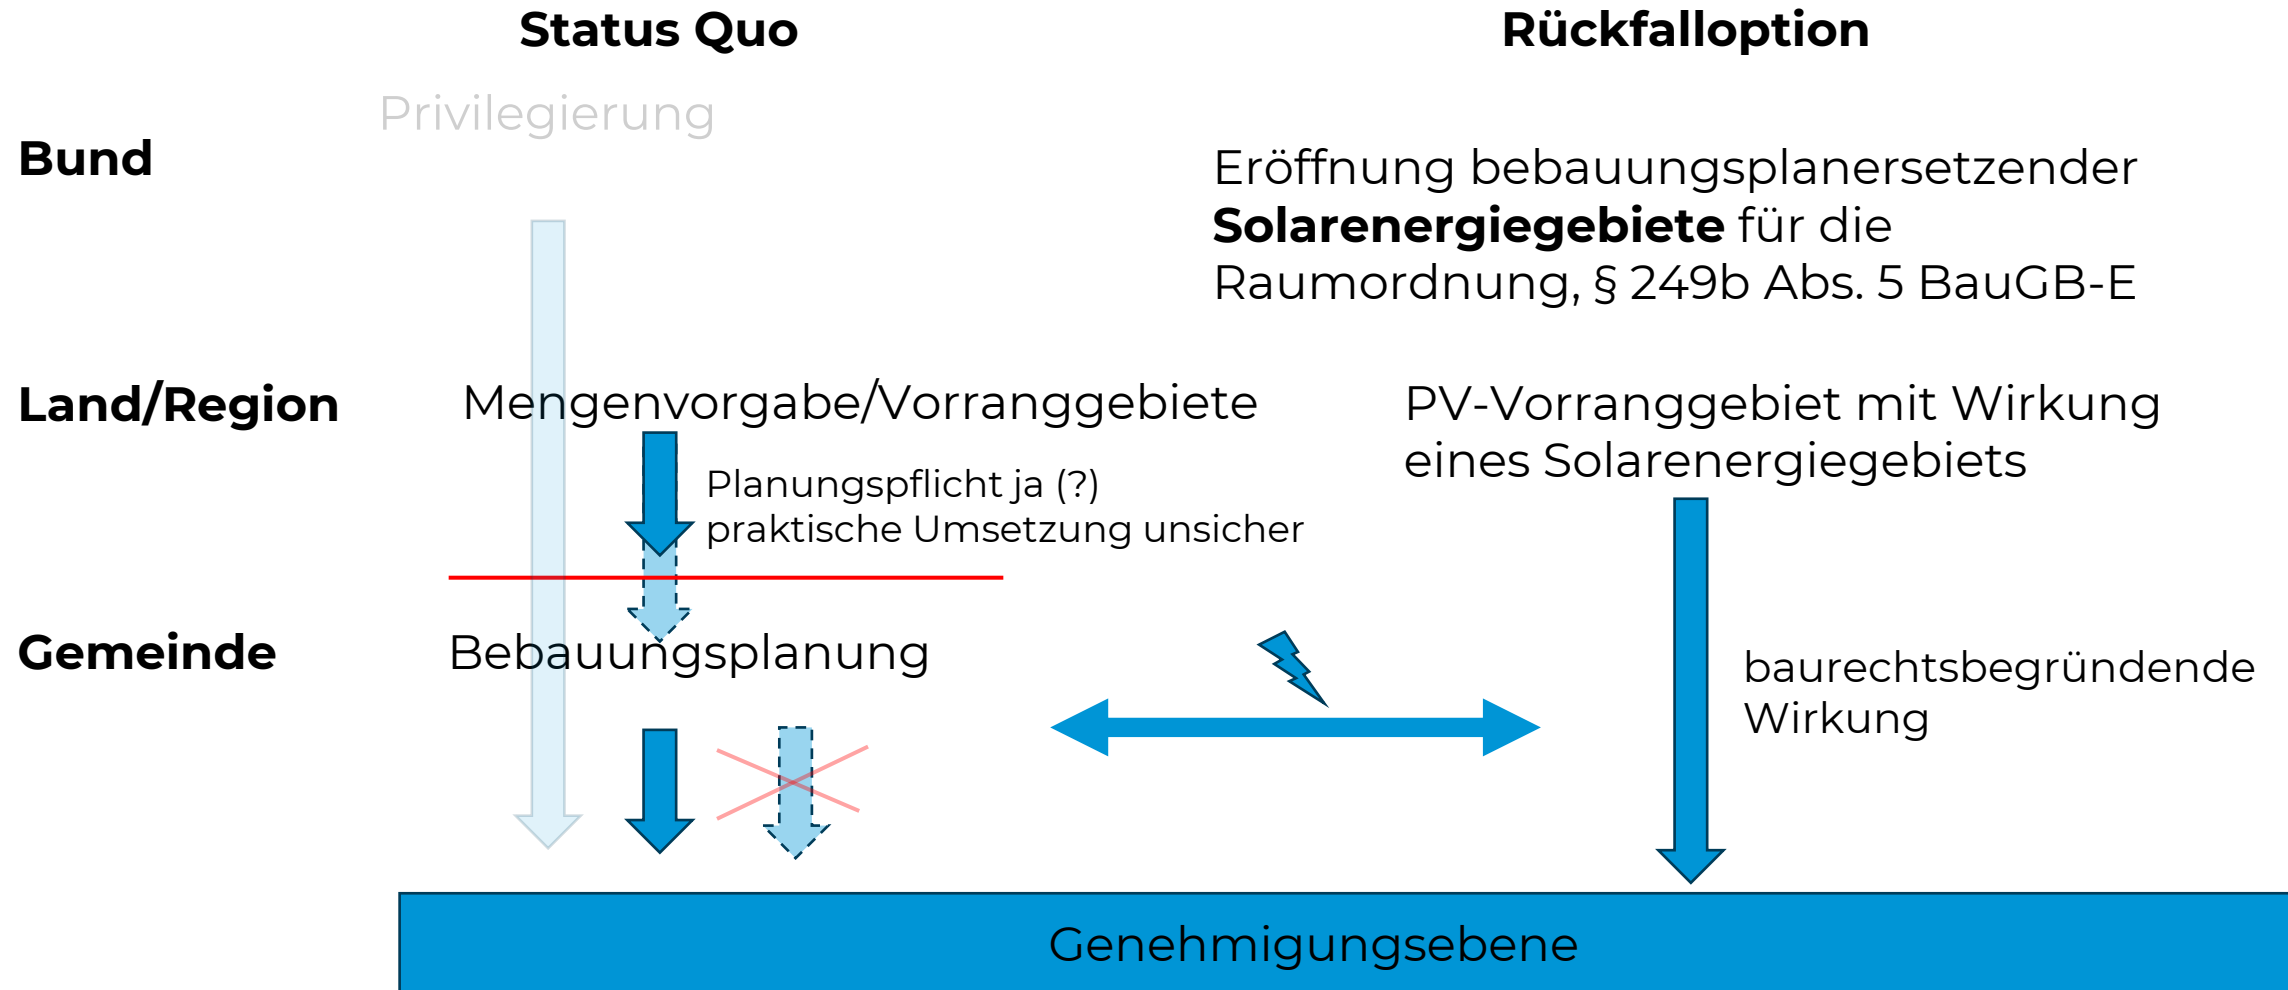 Status Quo
Rückfalloption
Privilegierung
Bund
Eröffnung bebauungsplanersetzender
Solarenergiegebiete für die
Raumordnung, § 249b Abs. 5 BauGB-E
Land/Region
Mengenvorgabe/Vorranggebiete
PV-Vorranggebiet mit Wirkung
eines Solarenergiegebiets
Planungspflicht ja (?)
praktische Umsetzung unsicher
Gemeinde
Bebauungsplanung
baurechtsbegründende
Wirkung
Genehmigungsebene